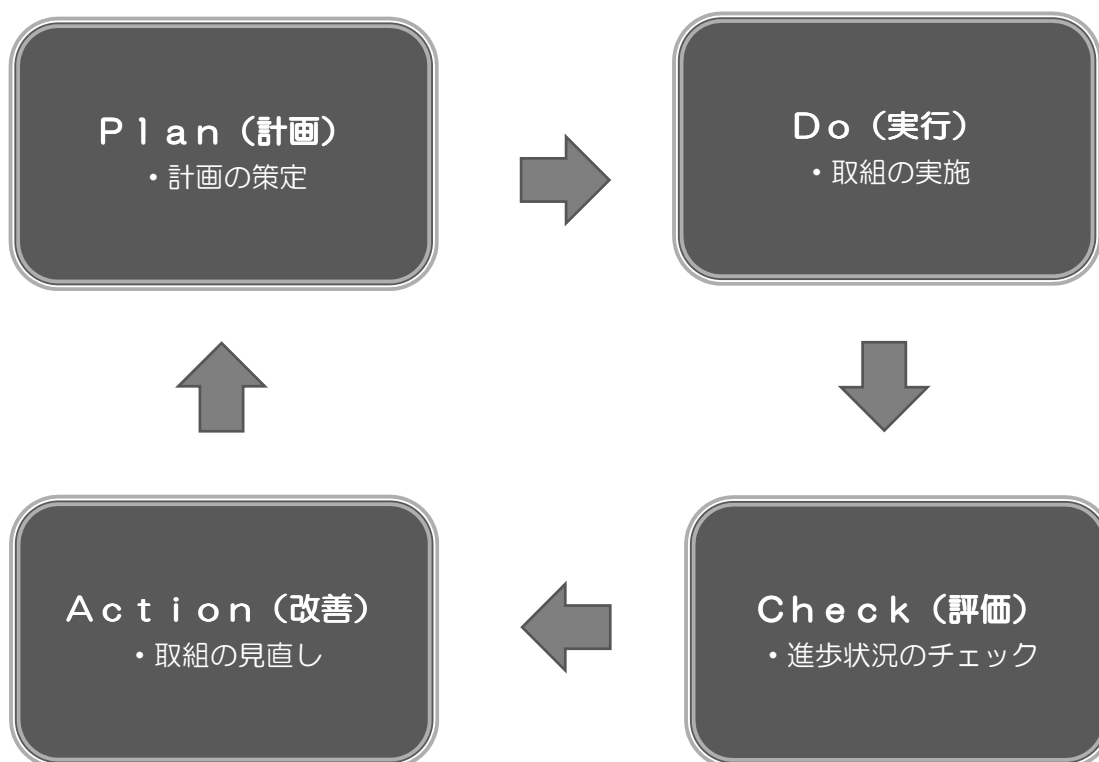 Ｐｌａｎ（計画）
・計画の策定
Ｄｏ（実行）
・取組の実施
Ａｃｔｉｏｎ（改善）
・取組の見直し
Ｃｈｅｃｋ（評価）
・進歩状況のチェック